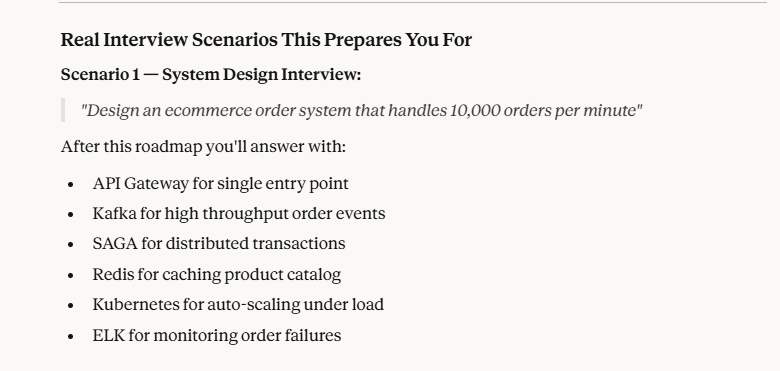 Real Interview Scenarios This Prepares You For
Scenario 1 — System Design Interview:
"Design an ecommerce order system that handles 10,000 orders per minute"
After this roadmap you'll answer with:
• API Gateway for single entry point
• Kafka for high throughput order events
• SAGA for distributed transactions
• Redis for caching product catalog
• Kubernetes for auto-scaling under load
• ELK for monitoring order failures